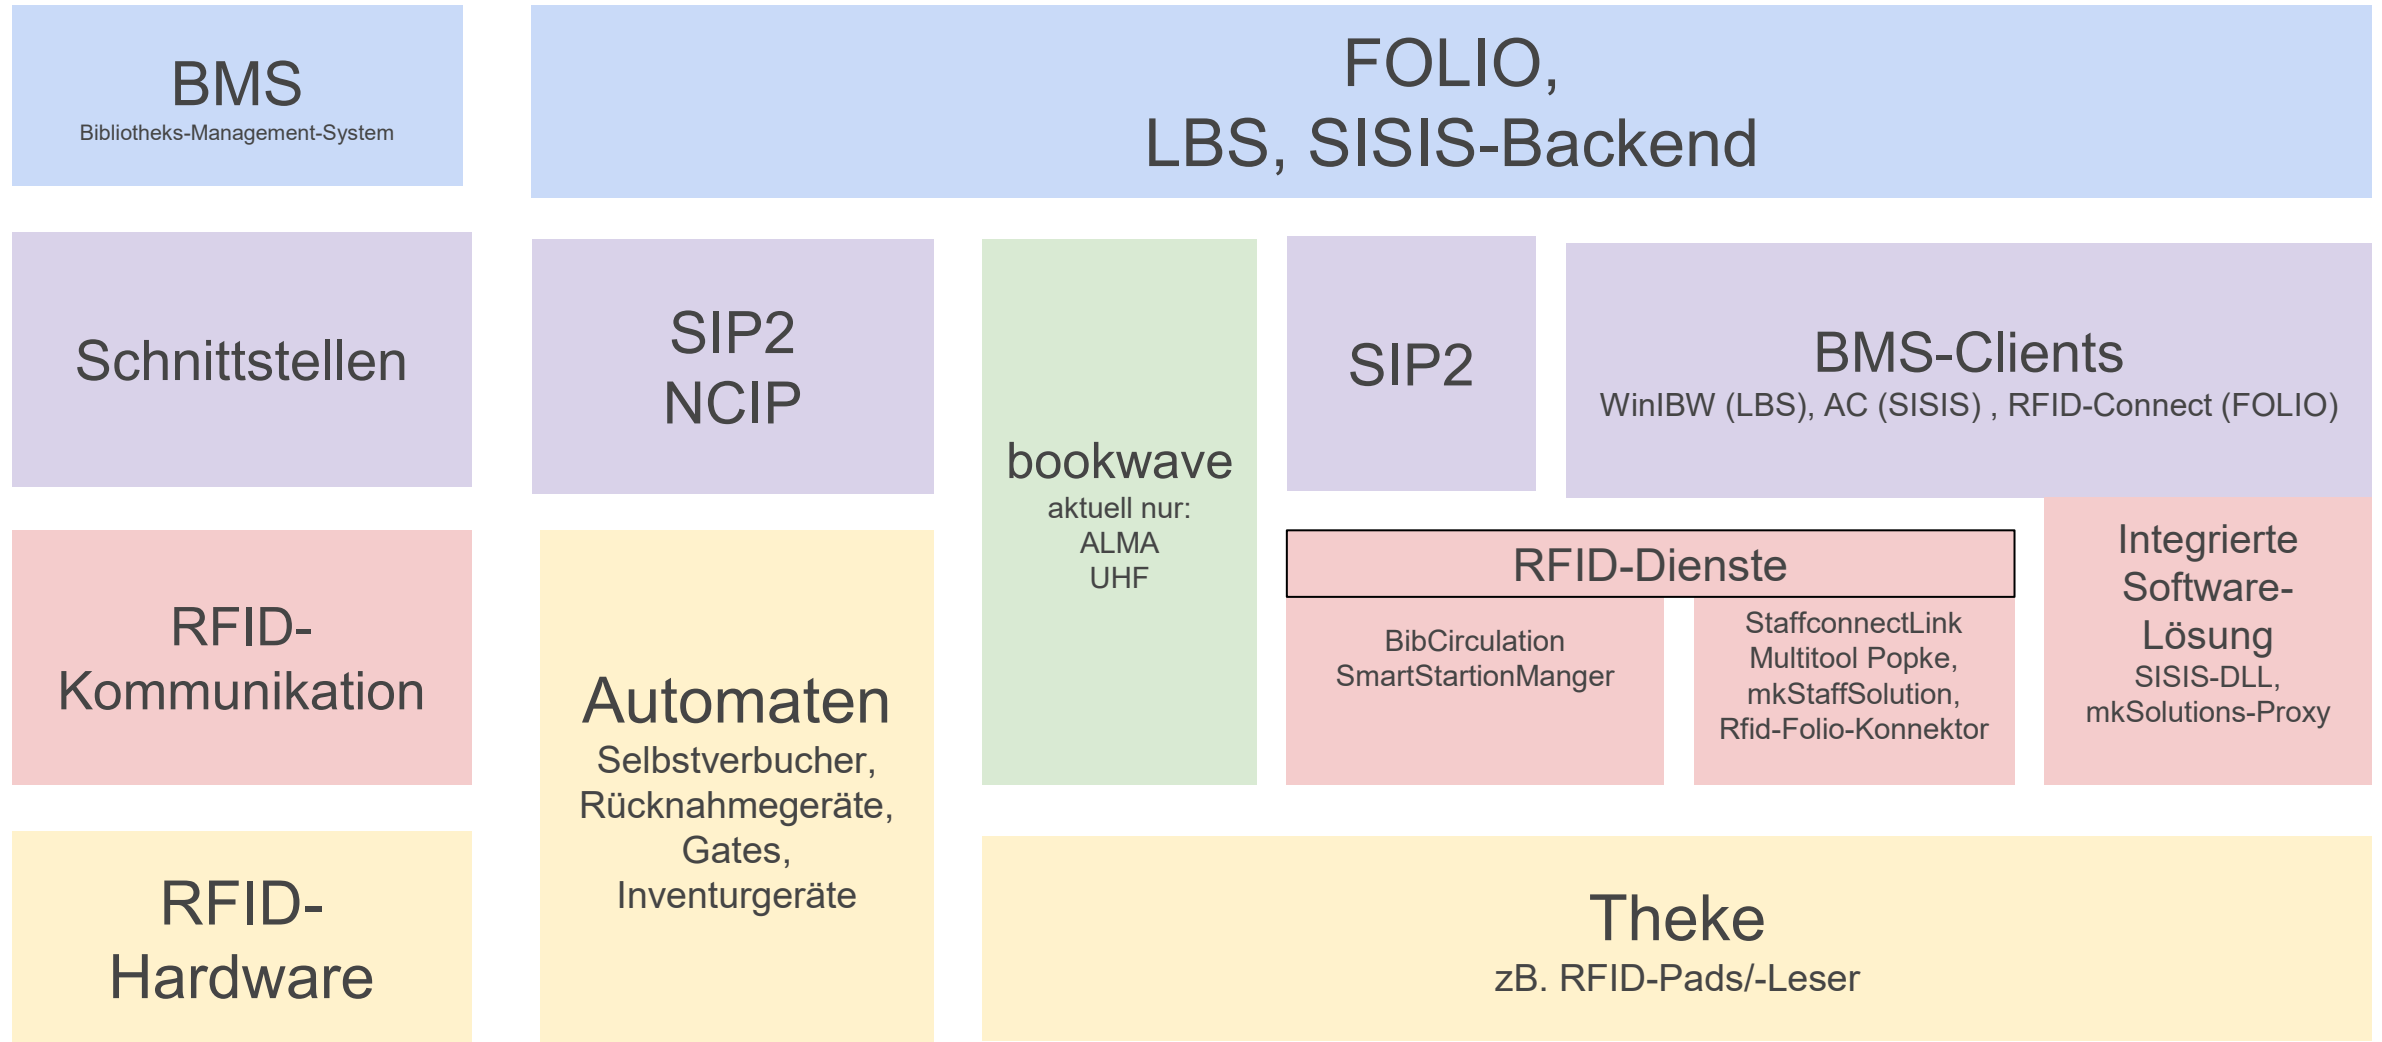 BMS
Bibliotheks-Management-System
FOLIO,
LBS, SISIS-Backend
Schnittstellen
SIP2
NCIP
bookwave
aktuell nur:
ALMA
UHF
SIP2
BMS-Clients
WinIBW (LBS), AC (SISIS) , RFID-Connect (FOLIO)
RFID-
Kommunikation
Automaten
Selbstverbucher,
Rücknahmegeräte,
Gates,
Inventurgeräte
RFID-Dienste
BibCirculation
SmartStartionManger
StaffconnectLink
Multitool Popke,
mkStaffSolution,
Rfid-Folio-Konnektor
Integrierte
Software-
Lösung
SISIS-DLL,
mkSolutions-Proxy
RFID-
Hardware
Theke
zB. RFID-Pads/-Leser